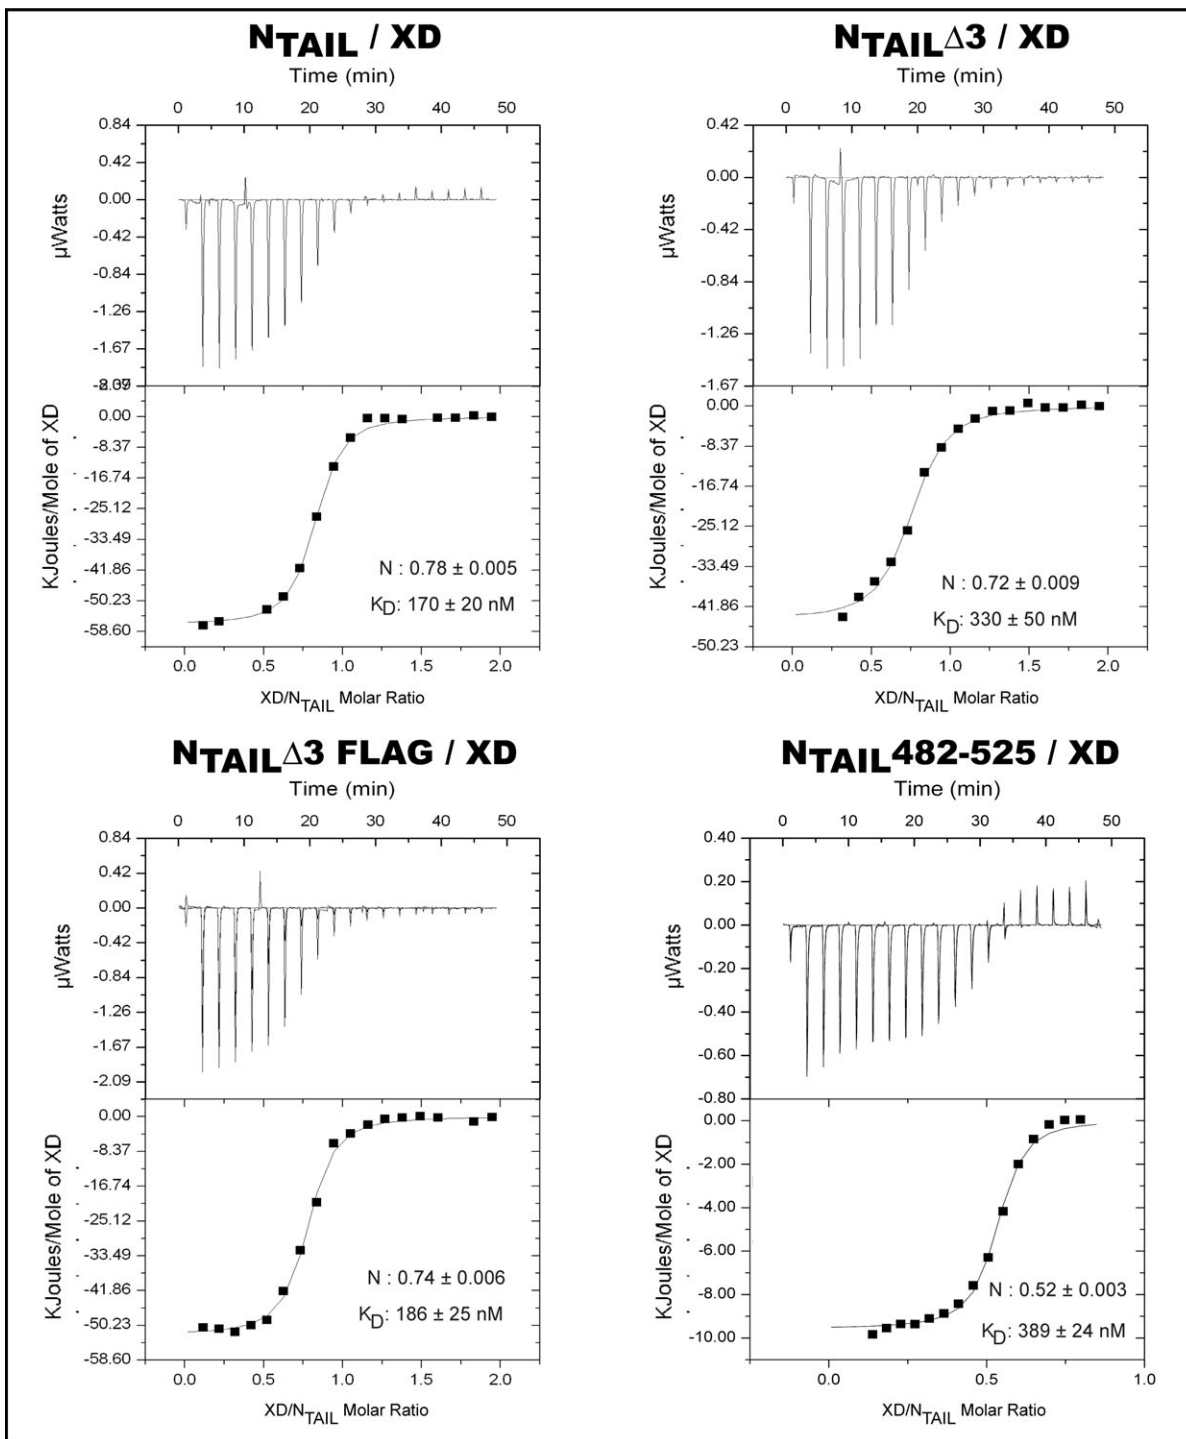 NTAIL / XD
Time (min)
0 10 20 30 40 50
0.84
0.42
0.00
-0.42
-0.84
-1.26
-1.67
-2.09
µWatts
0.00
-8.37
-16.74
-25.12
-33.49
-41.86
-50.23
-58.60
KJoules/Mole of XD
N : 0.78 ± 0.005
KD: 170 ± 20 nM
0.0 0.5 1.0 1.5 2.0
XD/NTAIL Molar Ratio
NTAILΔ3 / XD
Time (min)
0 10 20 30 40 50
0.42
0.00
-0.42
-0.84
-1.26
-1.67
µWatts
0.00
-8.37
-16.74
-25.12
-33.49
-41.86
-50.23
KJoules/Mole of XD
N : 0.72 ± 0.009
KD: 330 ± 50 nM
0.0 0.5 1.0 1.5 2.0
XD/NTAIL Molar Ratio
NTAILΔ3 FLAG / XD
Time (min)
0 10 20 30 40 50
0.84
0.42
0.00
-0.42
-0.84
-1.26
-1.67
-2.09
µWatts
0.00
-8.37
-16.74
-25.12
-33.49
-41.86
-50.23
-58.60
KJoules/Mole of XD
N : 0.74 ± 0.006
KD: 186 ± 25 nM
0.0 0.5 1.0 1.5 2.0
XD/NTAIL Molar Ratio
NTAIL482-525 / XD
Time (min)
0 10 20 30 40 50
0.40
0.20
0.00
-0.20
-0.40
-0.60
-0.80
µWatts
0.00
-2.00
-4.00
-6.00
-8.00
-10.00
KJoules/Mole of XD
N : 0.52 ± 0.003
KD: 389 ± 24 nM
0.0 0.5 1.0
XD/NTAIL Molar Ratio